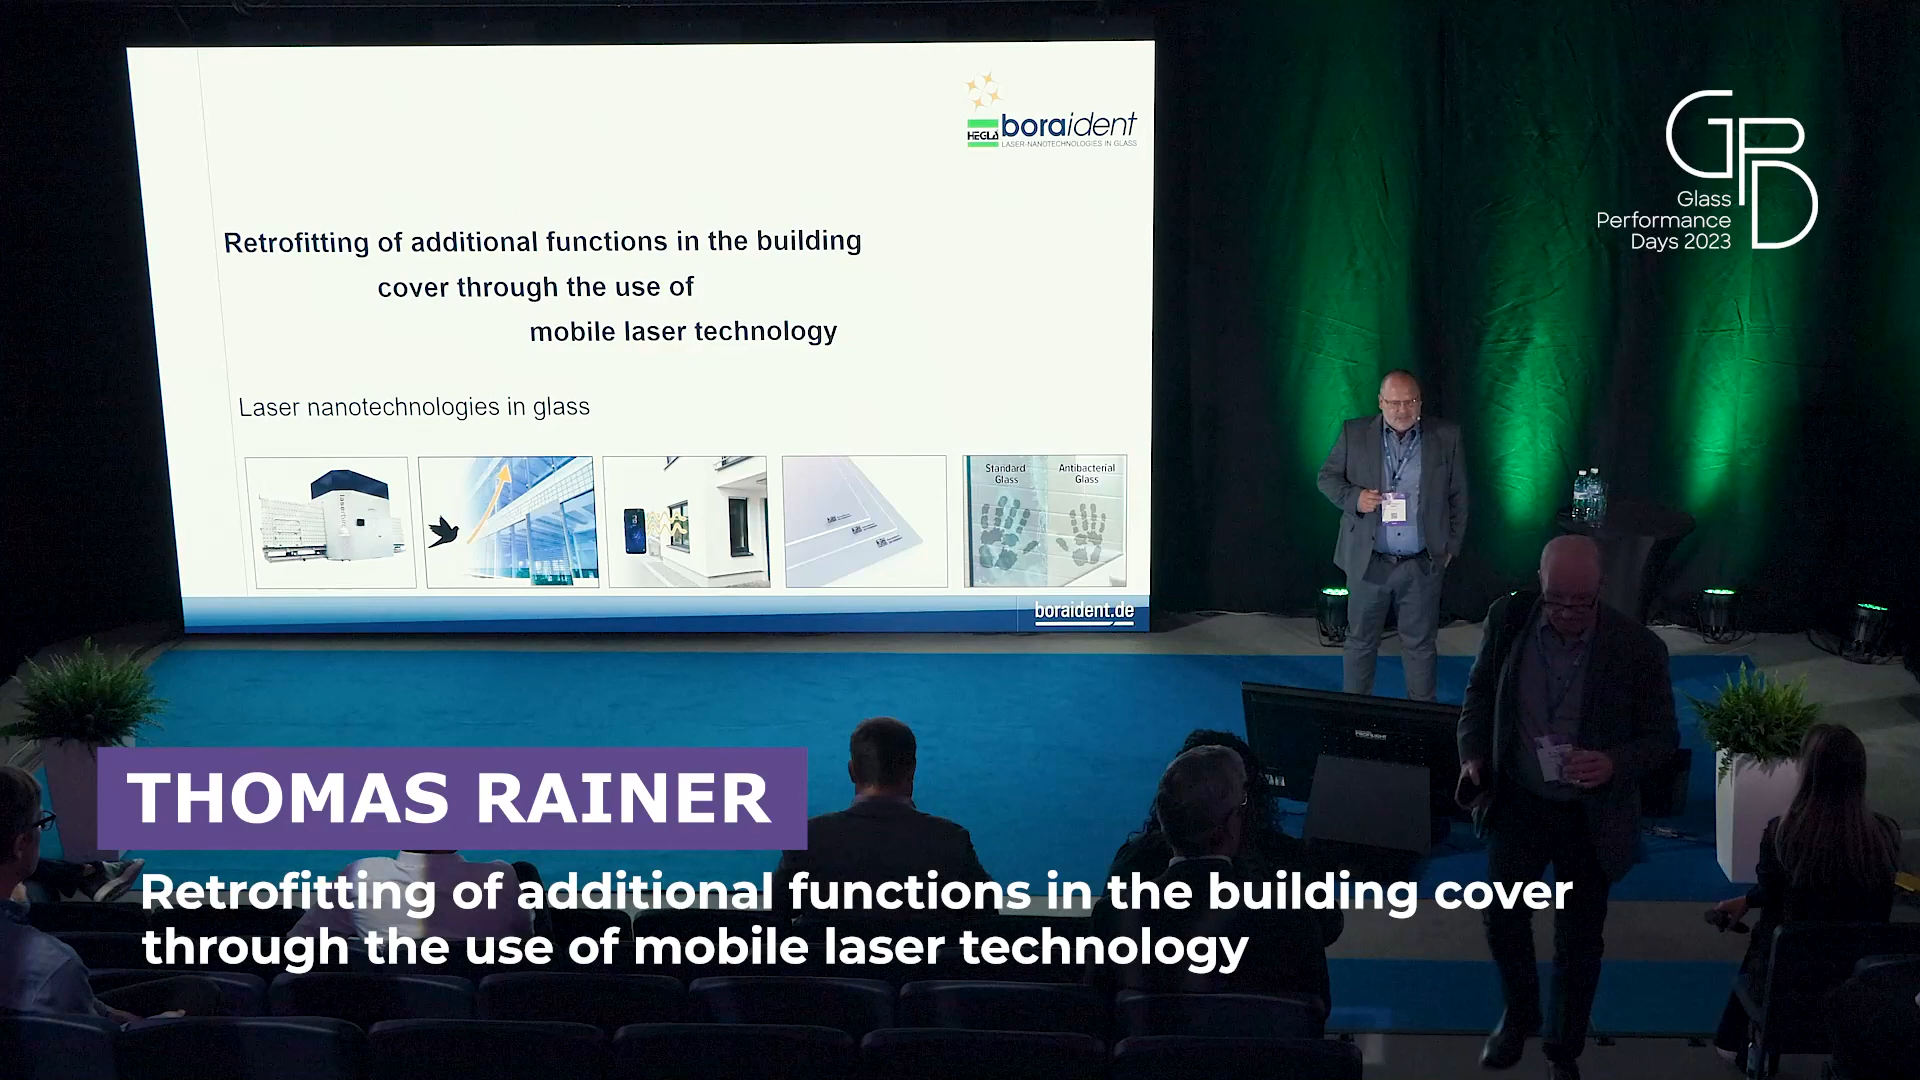 HEGLA boraident
LASER-NANOTECHNOLOGIES IN GLASS
Retrofitting of additional functions in the building
cover through the use of
mobile laser technology
Laser nanotechnologies in glass
Standard
Glass
Antibacterial
Glass
boraident.de
GPD
Glass
Performance
Days 2023
THOMAS RAINER
Retrofitting of additional functions in the building cover
through the use of mobile laser technology